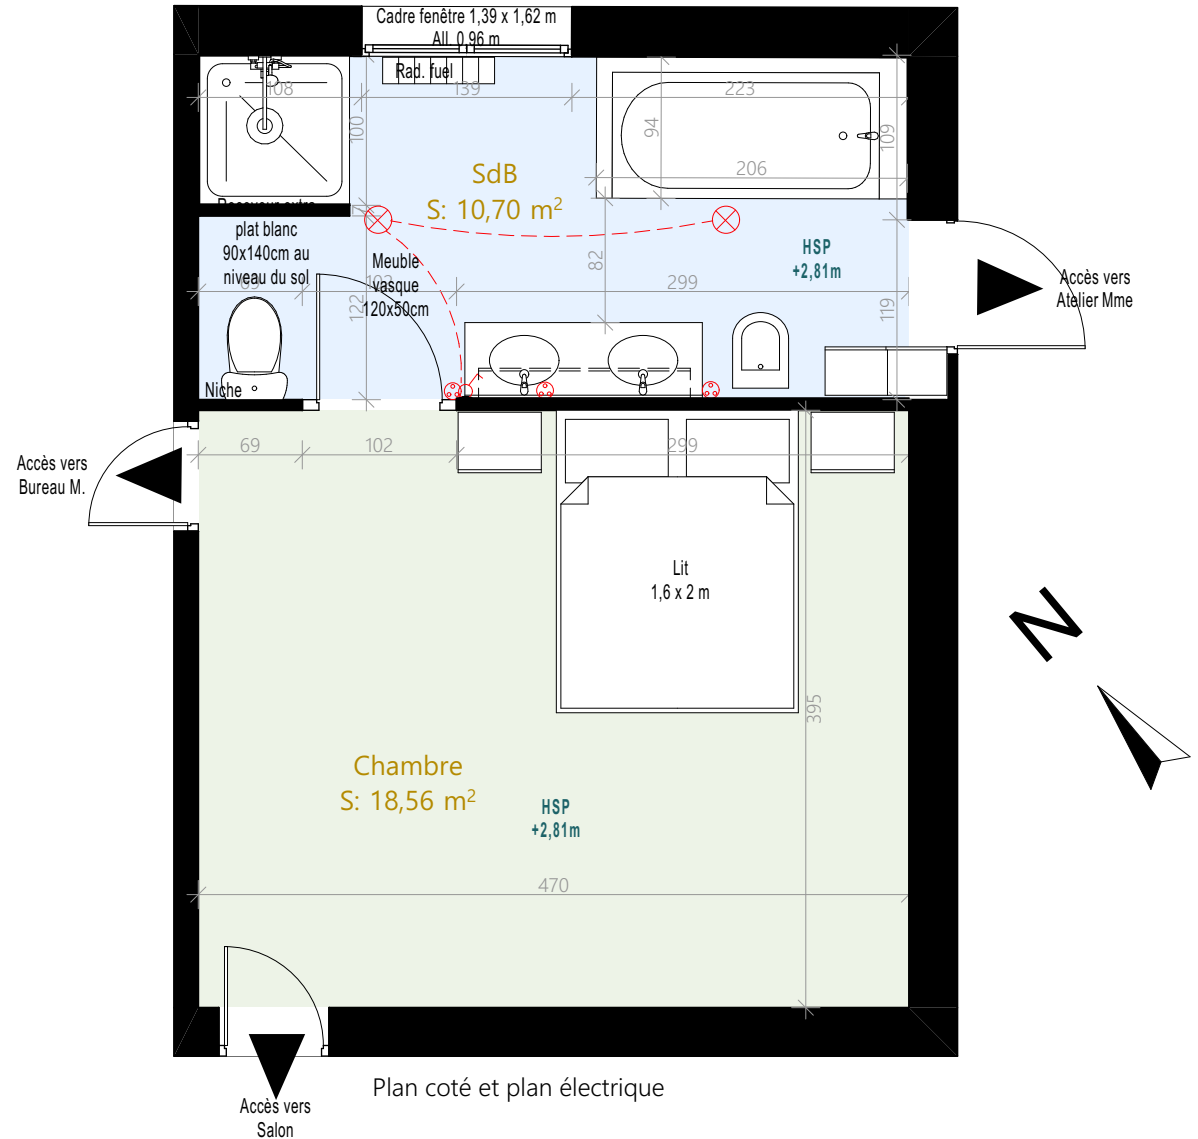 Cadre fenêtre 1,39 x 1,62 m
All. 0,96 m
Rad. fuel
108
139
223
100
94
109
206
SdB
S: 10,70 m²
plat blanc
90x140cm au
niveau du sol
Meuble
vasque
120x50cm
82
HSP
+2,81m
299
122
119
Accès vers
Atelier Mme
Niche
69
102
299
Accès vers
Bureau M.
Lit
1,6 x 2 m
N
395
Chambre
S: 18,56 m²
HSP
+2,81m
470
Plan coté et plan électrique
Accès vers
Salon